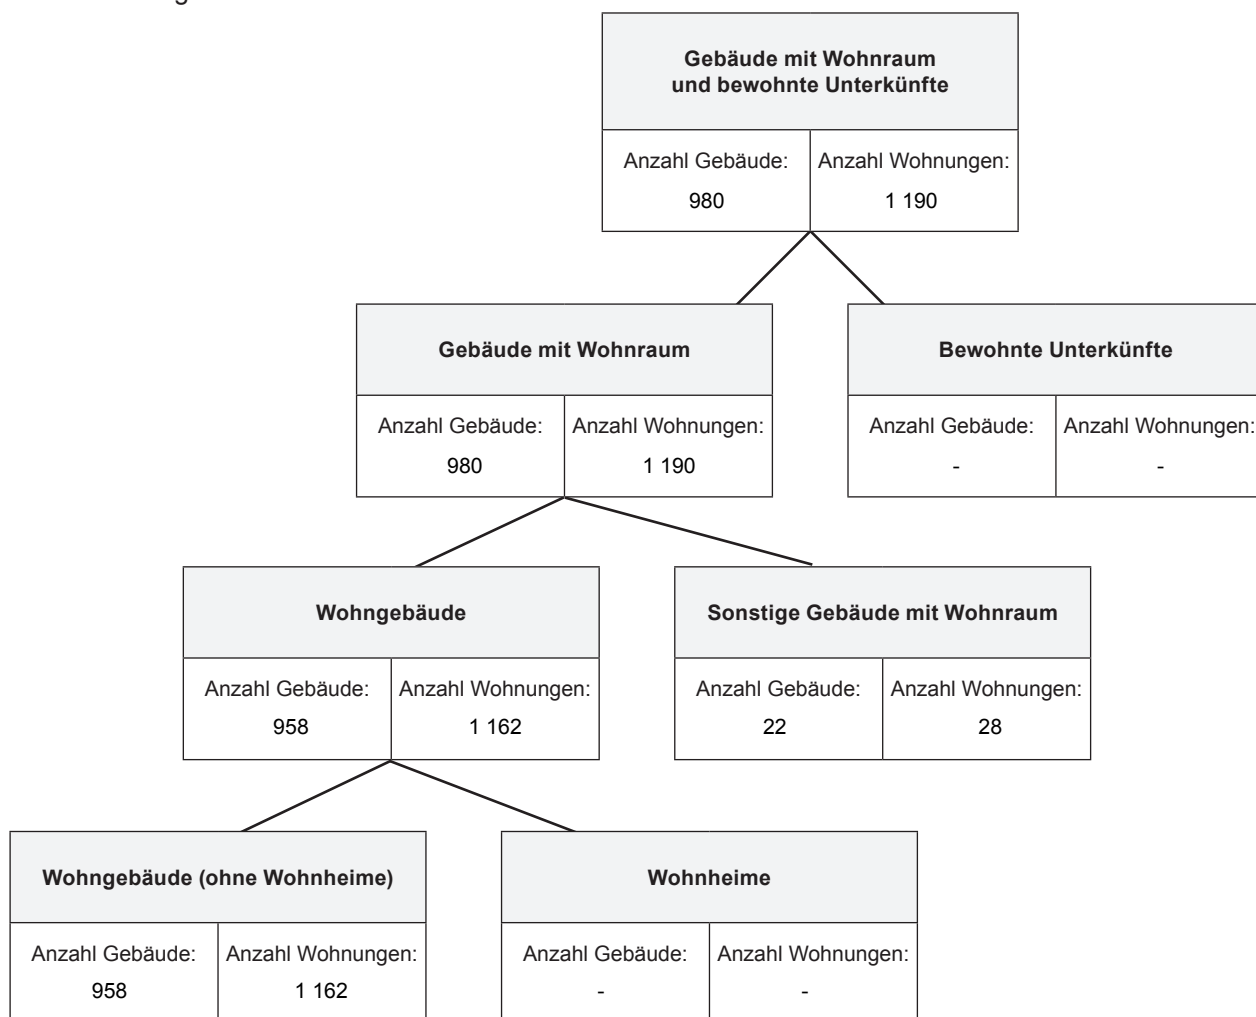 Gebäude mit Wohnraum
und bewohnte Unterkünfte
Anzahl Gebäude: Anzahl Wohnungen:
980 1 190
Gebäude mit Wohnraum
Anzahl Gebäude: Anzahl Wohnungen:
980 1 190
Bewohnte Unterkünfte
Anzahl Gebäude: Anzahl Wohnungen:
- -
Wohngebäude
Anzahl Gebäude: Anzahl Wohnungen:
958 1 162
Sonstige Gebäude mit Wohnraum
Anzahl Gebäude: Anzahl Wohnungen:
22 28
Wohngebäude (ohne Wohnheime)
Anzahl Gebäude: Anzahl Wohnungen:
958 1 162
Wohnheime
Anzahl Gebäude: Anzahl Wohnungen:
- -